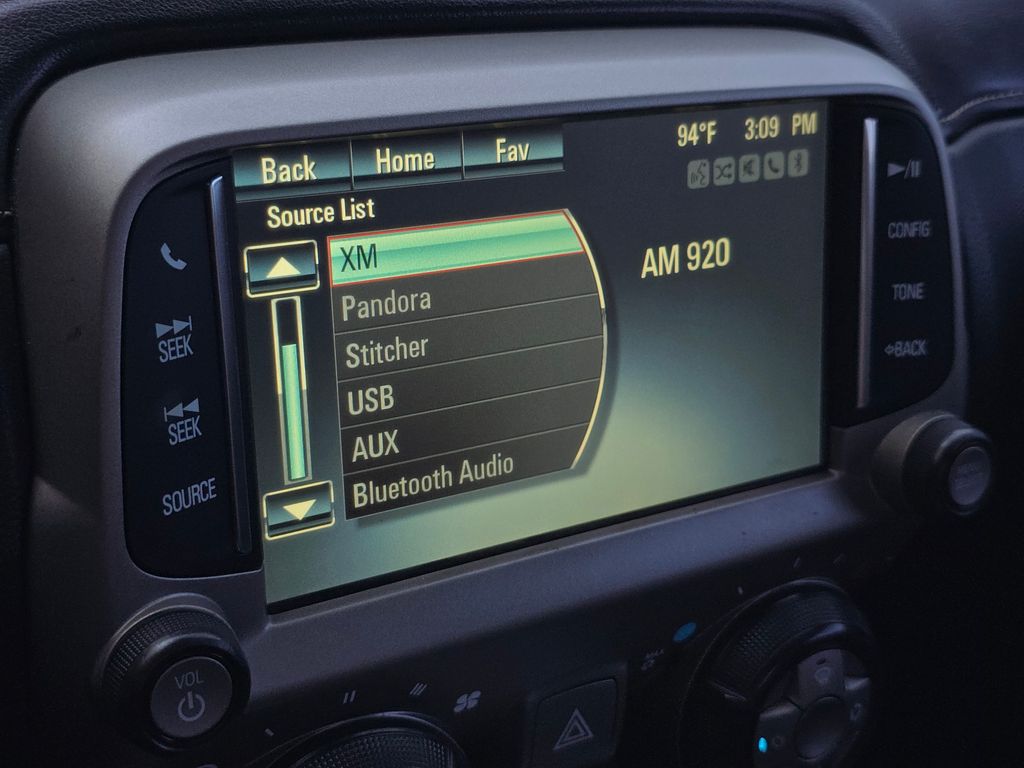 Back Home Fav
94°F 3:09 PM
Source List
XM
Pandora
Stitcher
USB
AUX
Bluetooth Audio
AM 920
SEEK
SEEK
SOURCE
VOL
CONFIG
TONE
BACK